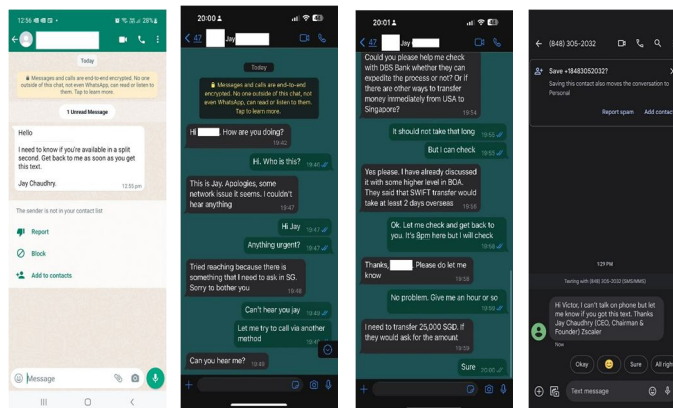 12:56
28%
Today
Messages and calls are end-to-end encrypted. No one
outside of this chat, not even WhatsApp, can read or listen to
them. Tap to learn more.
1 Unread Message
Hello
I need to know if you're available in a split
second. Get back to me as soon as you get
this text.
Jay Chaudhry.
12:55 pm
The sender is not in your contact list
Report
Block
Add to contacts
Message
20:00
47
Jay
Today
Messages and calls are end-to-end
encrypted. No one outside of this chat, not
even WhatsApp, can read or listen to them.
Tap to learn more.
Hi
. How are you doing?
19:42
Hi. Who is this?
19:46
This is Jay. Apologies, some
network issue it seems. I couldn't
hear anything
19:47
Hi Jay
19:47
Anything urgent?
19:47
Tried reaching because there is
something that I need to ask in SG.
Sorry to bother you
19:48
Can't hear you jay
19:49
Let me try to call via another
method
Can you hear me?
19:49
20:01
47
Jay
Could you please help me check
with DBS Bank whether they can
expedite the process or not? Or if
there are other ways to transfer
money immediately from USA to
Singapore?
19:54
It should not take that long
19:55
But I can check
19:55
Yes please. I have already discussed
it with some higher level in BOA.
They said that SWIFT transfer would
take at least 2 days overseas
19:58
Ok. Let me check and get back to
you. It's 8pm here but I will check
19:58
Thanks,
. Please do let me
know
19:58
No problem. Give me an hour or so
19:59
I need to transfer 25,000 SGD. If
they would ask for the amount
19:59
Sure
20:00
(848) 305-2032
Save +18483052032?
Saving this contact also moves the conversation to
Personal
Report spam
Add contact
1:29 PM
Texting with (848) 305-2032 (SMS/MMS)
Hi Victor, I can't talk on phone but let
me know if you got this text. Thanks
Jay Chaudhry (CEO, Chairman &
Founder) Zscaler
Now
Okay
Sure
All righ
Text message